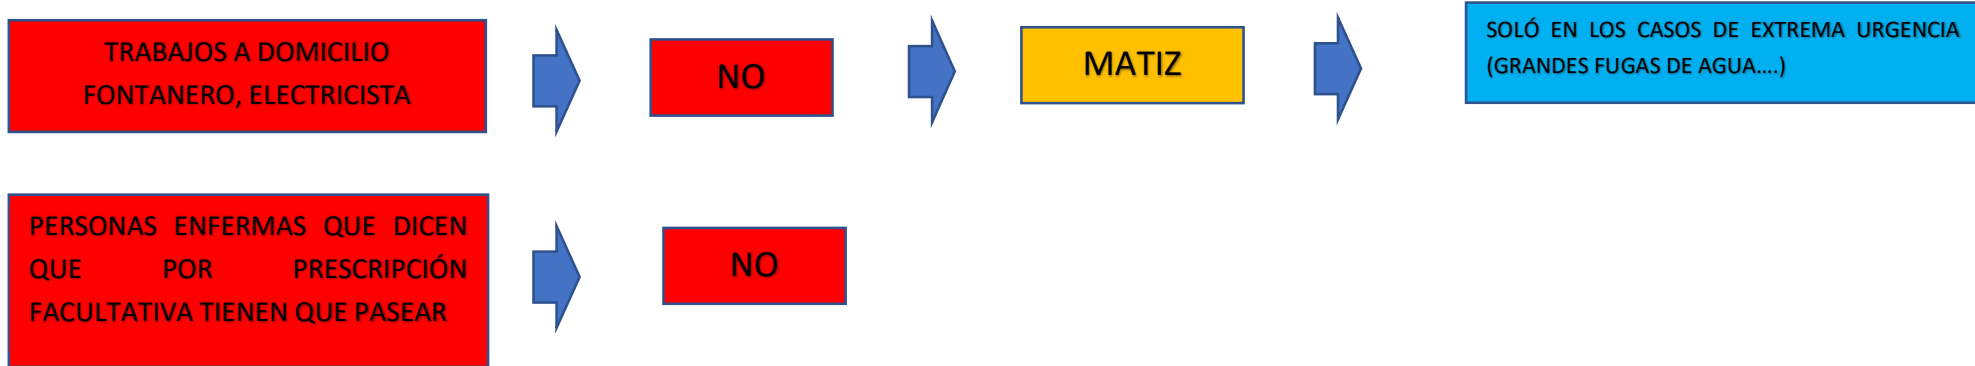 TRABAJOS A DOMICILIO
FONTANERO, ELECTRICISTA
NO
MATIZ
SOLÓ EN LOS CASOS DE EXTREMA URGENCIA
(GRANDES FUGAS DE AGUA....)
PERSONAS ENFERMAS QUE DICEN
QUE POR PRESCRIPCIÓN
FACULTATIVA TIENEN QUE PASEAR
NO